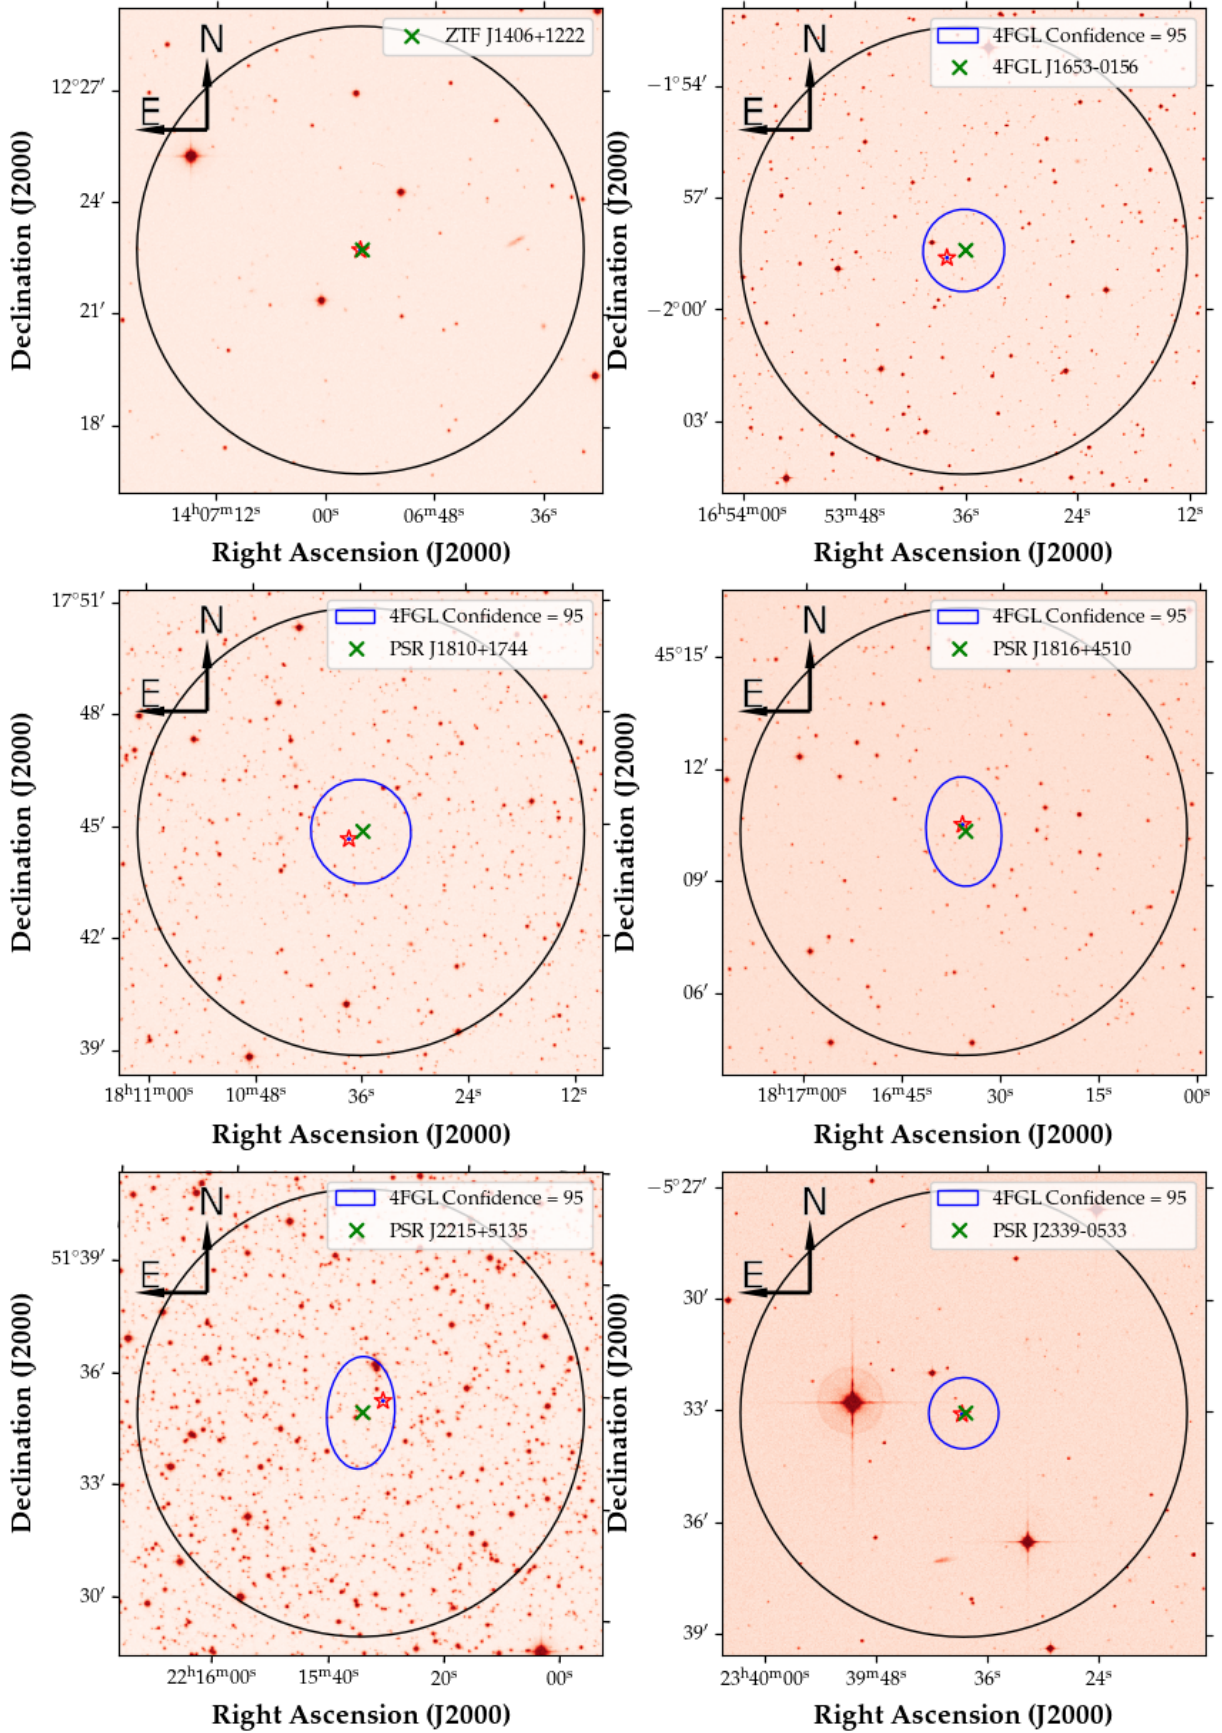 N
E
ZTF J1406+1222
12°27′
24′
21′
18′
Declination (J2000)
14ʰ07ᵐ12ˢ 00ˢ 06ᵐ48ˢ 36ˢ
Right Ascension (J2000)
N
E
4FGL Confidence = 95
4FGL J1653-0156
−1°54′
57′
−2°00′
03′
Declination (J2000)
16ʰ54ᵐ00ˢ 53ᵐ48ˢ 36ˢ 24ˢ 12ˢ
Right Ascension (J2000)
N
E
4FGL Confidence = 95
PSR J1810+1744
17°51′
48′
45′
42′
39′
Declination (J2000)
18ʰ11ᵐ00ˢ 10ᵐ48ˢ 36ˢ 24ˢ 12ˢ
Right Ascension (J2000)
N
E
4FGL Confidence = 95
PSR J1816+4510
45°15′
12′
09′
06′
Declination (J2000)
18ʰ17ᵐ00ˢ 16ᵐ45ˢ 30ˢ 15ˢ 00ˢ
Right Ascension (J2000)
N
E
4FGL Confidence = 95
PSR J2215+5135
51°39′
36′
33′
30′
Declination (J2000)
22ʰ16ᵐ00ˢ 15ᵐ40ˢ 20ˢ 00ˢ
Right Ascension (J2000)
N
E
4FGL Confidence = 95
PSR J2339-0533
−5°27′
30′
33′
36′
39′
Declination (J2000)
23ʰ40ᵐ00ˢ 39ᵐ48ˢ 36ˢ 24ˢ
Right Ascension (J2000)